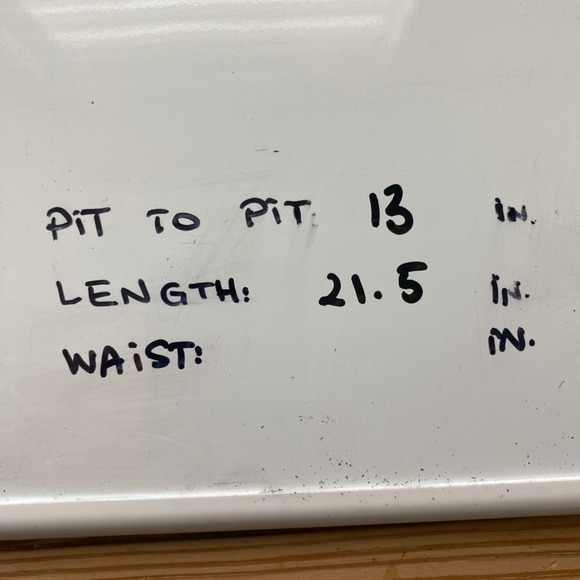 PiT TO PiT: 13 iN.
LENGTH: 21.5 iN.
WAiST: iN.